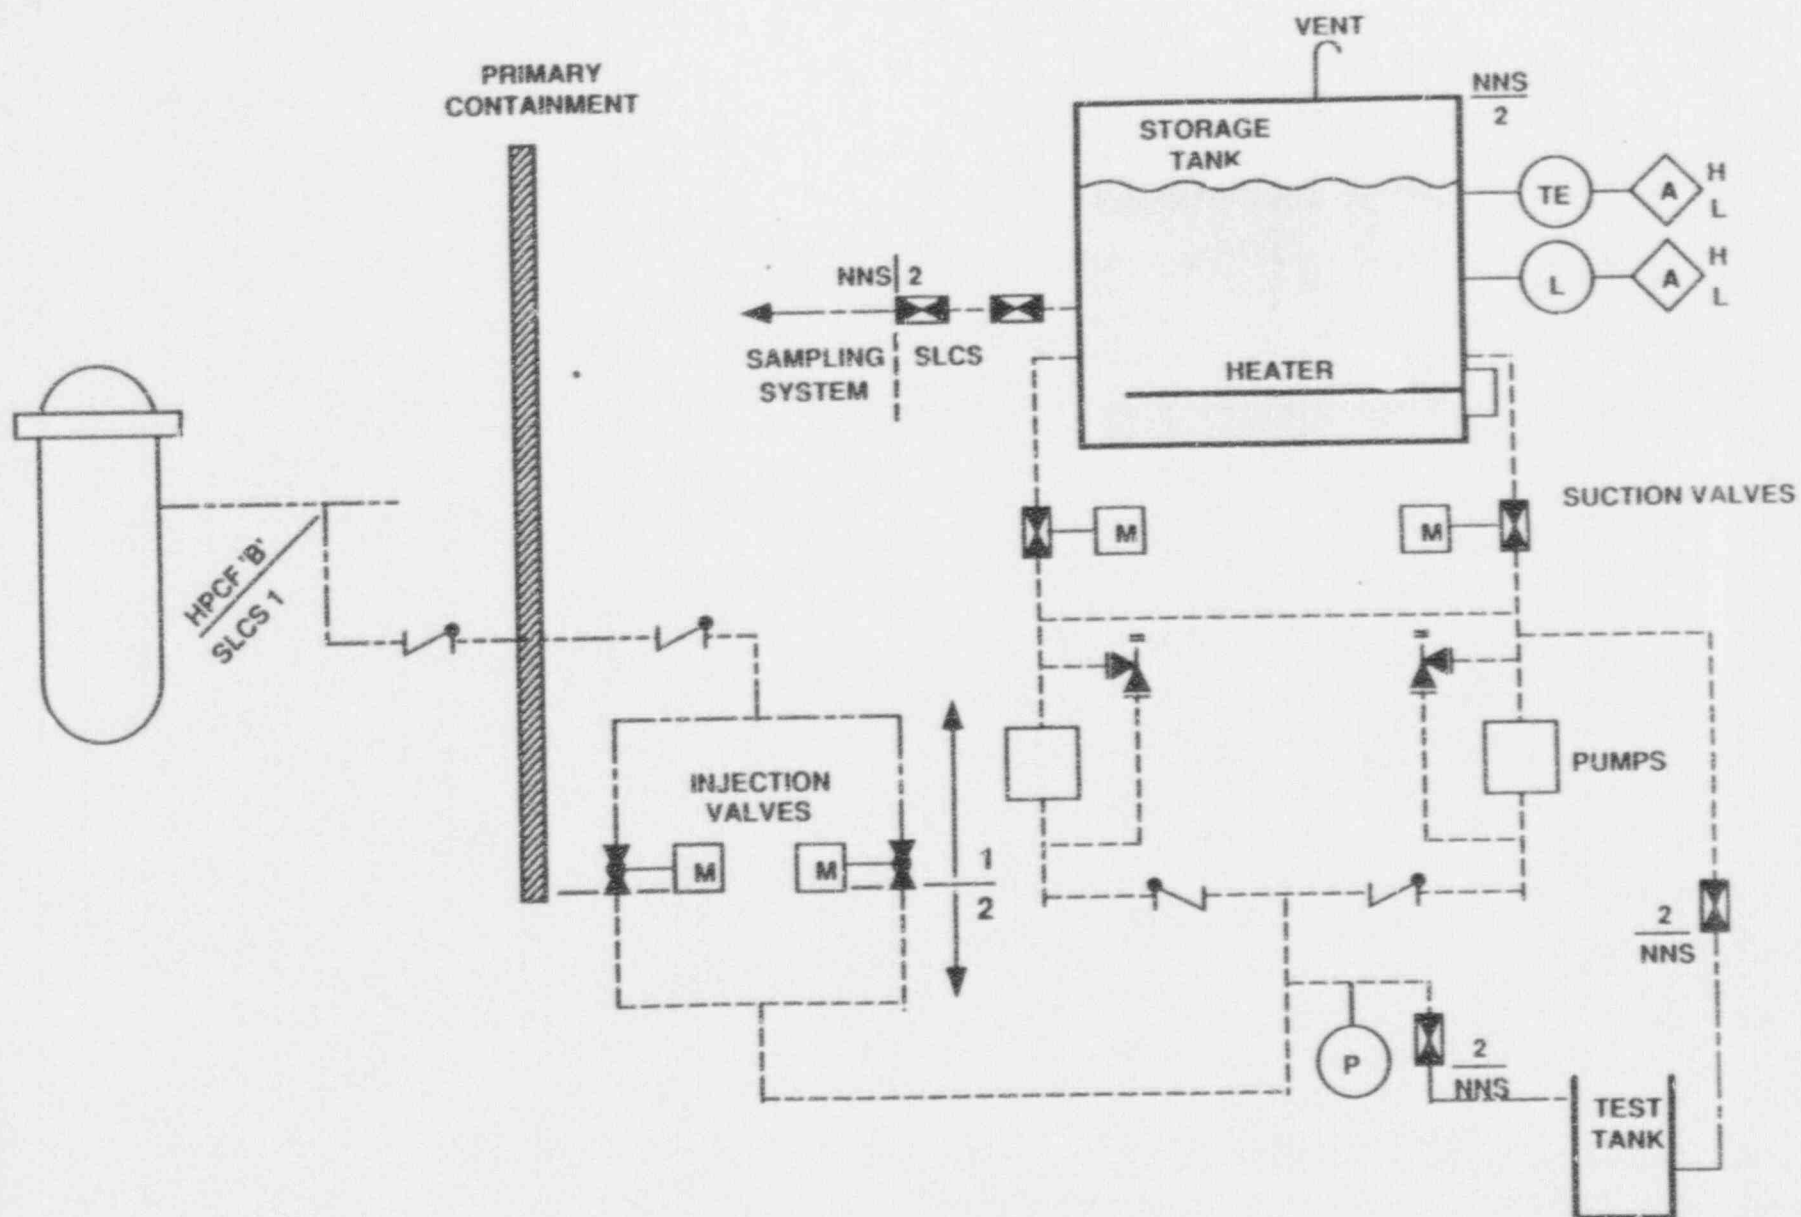 VENT
PRIMARY
CONTAINMENT
NNS
2
STORAGE
TANK
TE
A
H
L
L
A
H
L
NNS
2
SAMPLING
SYSTEM
SLCS
HEATER
SUCTION VALVES
M
M
HPCF 'B'
SLCS 1
PUMPS
INJECTION
VALVES
M
M
1
2
2
NNS
P
2
NNS
TEST
TANK